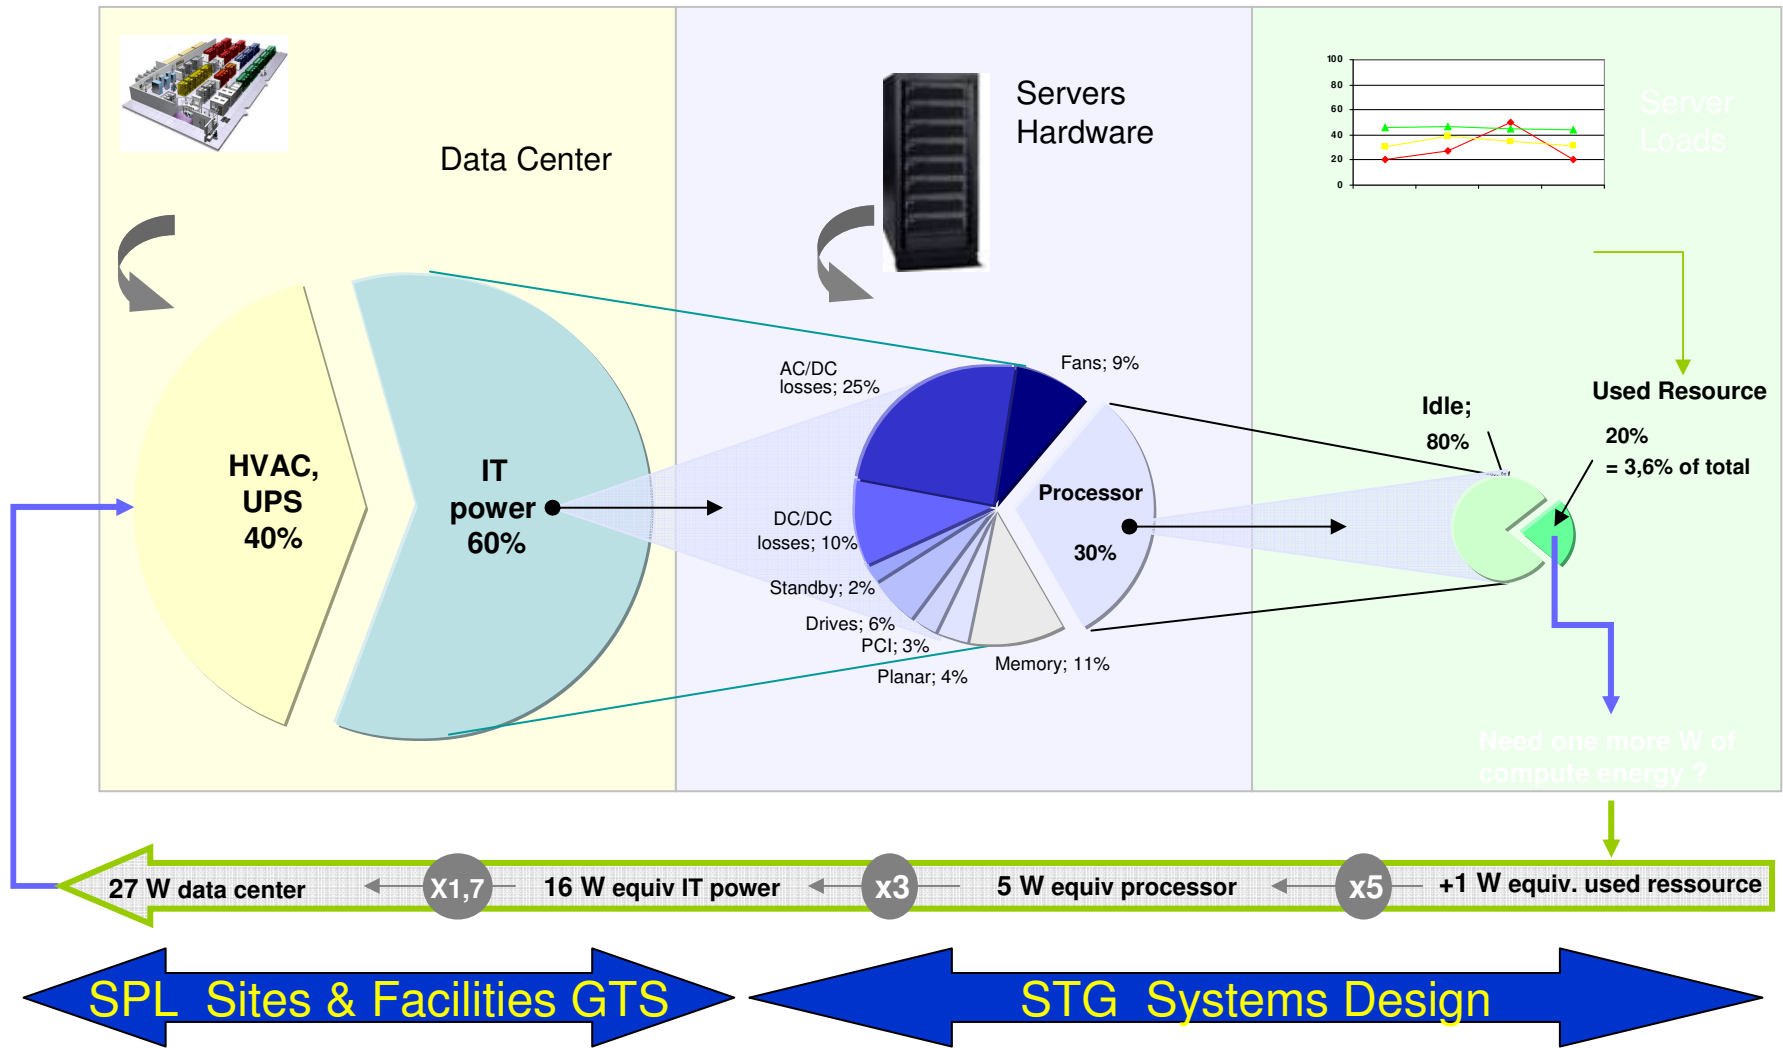 Data Center
Servers
Hardware
100
80
60
40
20
0
Server
Loads
HVAC,
UPS
40%
IT
power
60%
AC/DC
losses; 25%
Fans; 9%
DC/DC
losses; 10%
Standby; 2%
Drives; 6%
PCI; 3%
Planar; 4%
Memory; 11%
Processor
30%
Idle;
80%
Used Resource
20%
= 3,6% of total
Need one more W of
compute energy ?
27 W data center
X1,7
16 W equiv IT power
x3
5 W equiv processor
x5
+1 W equiv. used ressource
SPL Sites & Facilities GTS
STG Systems Design